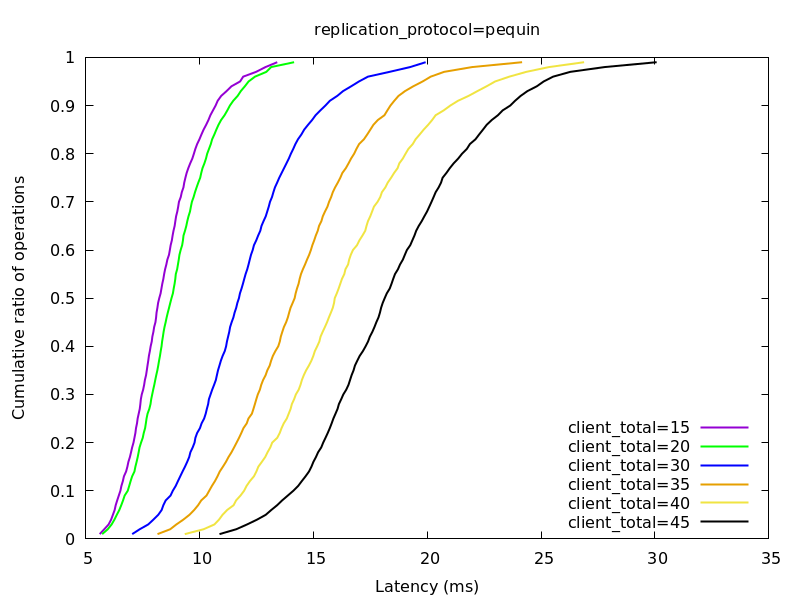 replication_protocol=pequin
1
0.9
0.8
0.7
0.6
0.5
0.4
0.3
0.2
0.1
0
Cumulative ratio of operations
client_total=15
client_total=20
client_total=30
client_total=35
client_total=40
client_total=45
5 10 15 20 25 30 35
Latency (ms)